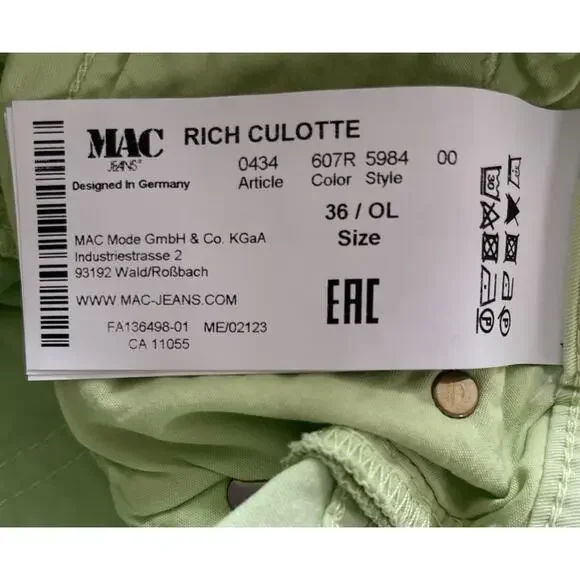 MAC
JEANS
RICH CULOTTE
0434 607R 5984 00
Article Color Style
Designed In Germany
36 / OL
Size
MAC Mode GmbH & Co. KGaA
Industriestrasse 2
93192 Wald/Roßbach
WWW.MAC-JEANS.COM
EAC
FA136498-01 ME/02123
CA 11055
30
P